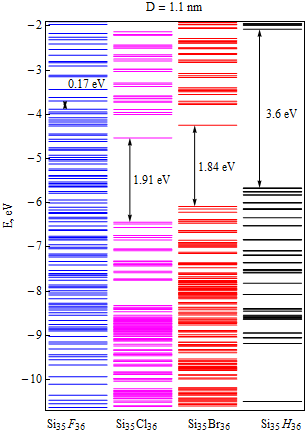 D = 1.1 nm
−2
−3
0.17 eV
3.6 eV
−4
−5
1.91 eV
1.84 eV
−6
E, eV
−7
−8
−9
−10
Si35F36 Si35Cl36 Si35Br36 Si35H36